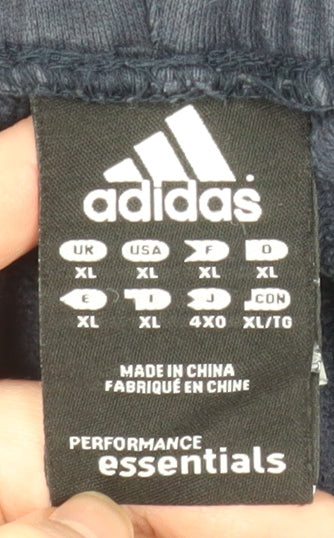 adidas
UK USA F D
XL XL XL XL
E I J CDN
XL XL 4XO XL/TG
MADE IN CHINA
FABRIQUÉ EN CHINE
PERFORMANCE
essentials